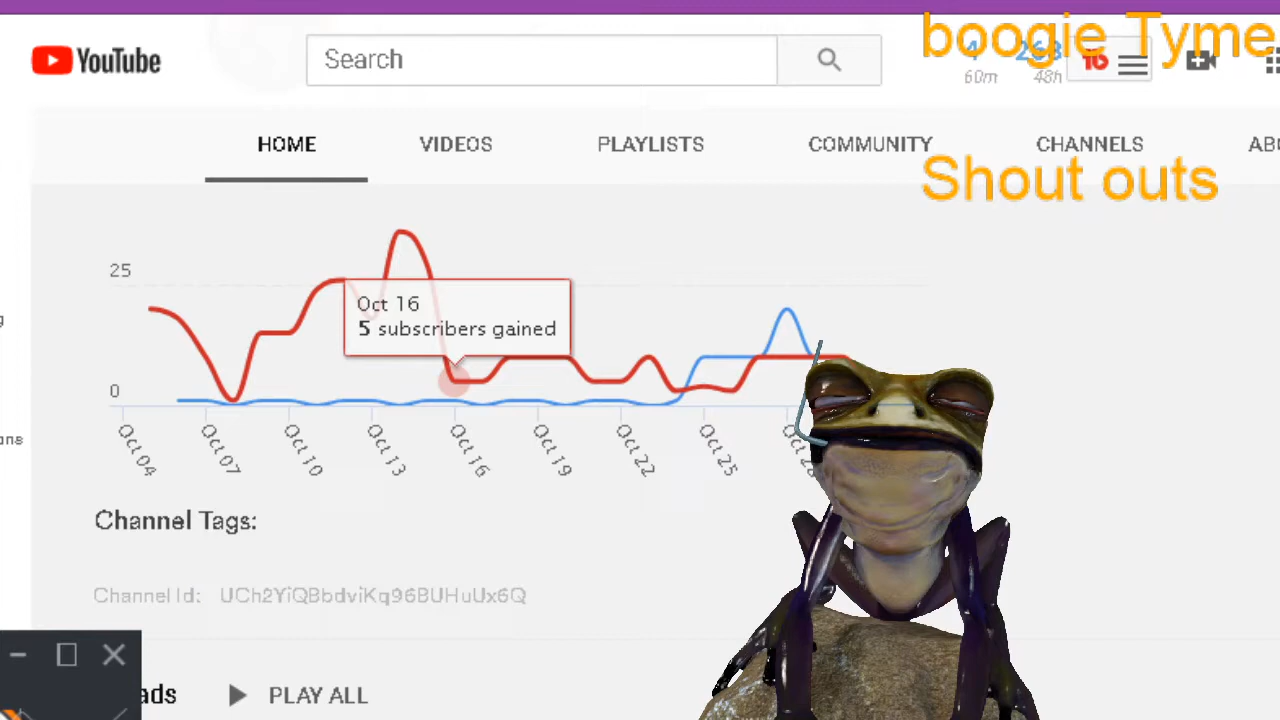 boogie Tyme
YouTube
Search
60m
48h
HOME VIDEOS PLAYLISTS COMMUNITY CHANNELS
Shout outs
25
Oct 16
5 subscribers gained
0
Oct 04 Oct 07 Oct 10 Oct 13 Oct 16 Oct 19 Oct 22 Oct 25
Channel Tags:
Channel Id: UCh2YiQBbdviKq96BUHuUx6Q
PLAY ALL